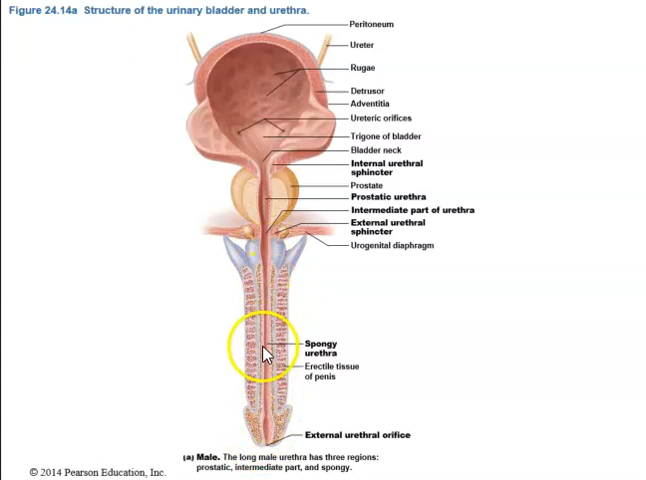 Figure 24.14a Structure of the urinary bladder and urethra.
Peritoneum
Ureter
Rugae
Detrusor
Adventitia
Ureteric orifices
Trigone of bladder
Bladder neck
Internal urethral
sphincter
Prostate
Prostatic urethra
Intermediate part of urethra
External urethral
sphincter
Urogenital diaphragm
Spongy
urethra
Erectile tissue
of penis
External urethral orifice
(a) Male. The long male urethra has three regions:
prostatic, intermediate part, and spongy.
© 2014 Pearson Education, Inc.